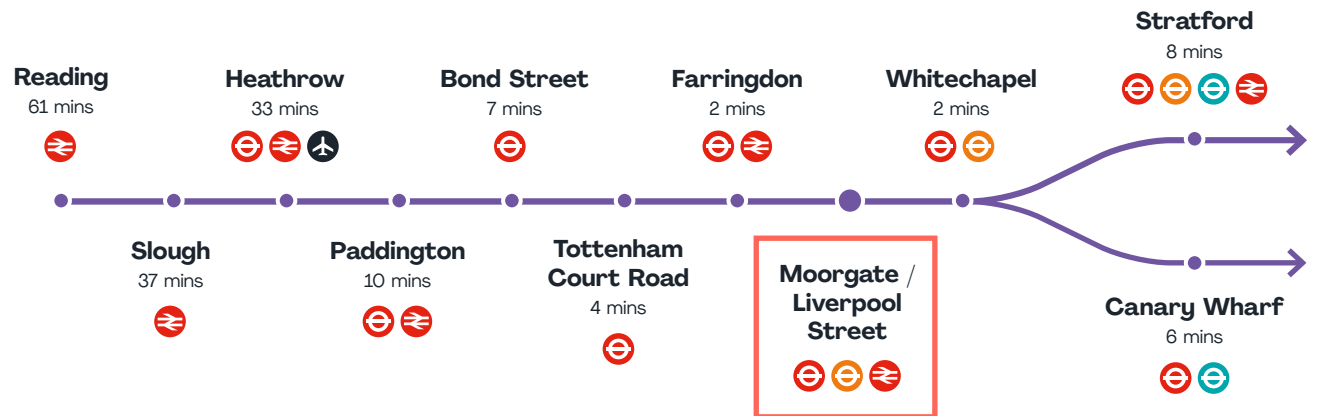 Stratford
8 mins
Reading
61 mins
Heathrow
33 mins
Bond Street
7 mins
Farringdon
2 mins
Whitechapel
2 mins
Slough
37 mins
Paddington
10 mins
Tottenham
Court Road
4 mins
Moorgate /
Liverpool
Street
Canary Wharf
6 mins